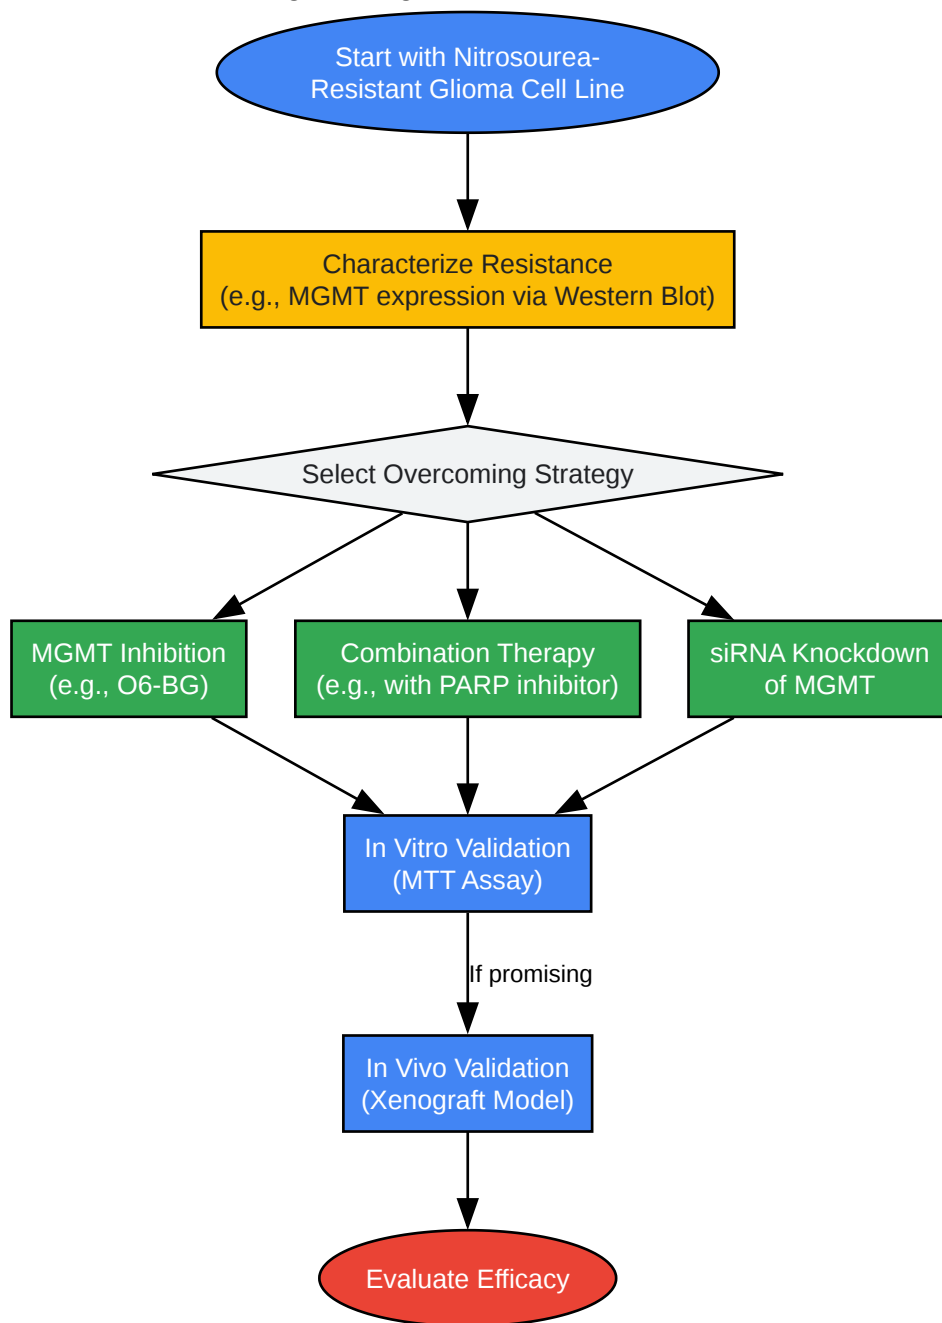 Start with Nitrosourea-
Resistant Glioma Cell Line
Characterize Resistance
(e.g., MGMT expression via Western Blot)
Select Overcoming Strategy
MGMT Inhibition
(e.g., O6-BG)
Combination Therapy
(e.g., with PARP inhibitor)
siRNA Knockdown
of MGMT
In Vitro Validation
(MTT Assay)
If promising
In Vivo Validation
(Xenograft Model)
Evaluate Efficacy